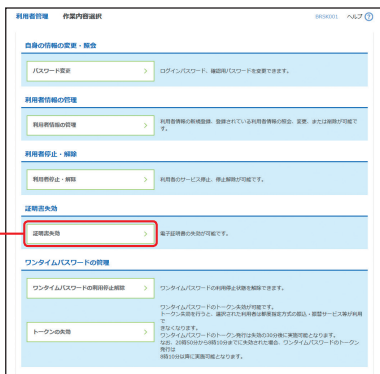 利用者管理 作業内容選択 BRSK001 ヘルプ ?
自身の情報の変更・照会
パスワード変更 > ログインパスワード、確認用パスワードを変更できます。
利用者情報の管理
利用者情報の管理 > 利用者情報の新規登録、登録されている利用者情報の照会、変更、または削除が可能で
す。
利用者停止・解除
利用者停止・解除 > 利用者のサービス停止、停止解除が可能です。
証明書失効
証明書失効 > 電子証明書の失効が可能です。
ワンタイムパスワードの管理
ワンタイムパスワードの利用停止解除 > ワンタイムパスワードの利用停止状態を解除できます。
ワンタイムパスワードのトークン失効が可能です。
トークン失効を行うと、選択された利用者は都度指定方式の振込・振替サービス等が利用
で
きなくなります。
トークンの失効 > ワンタイムパスワードのトークン発行は失効の30分後に実施可能となります。
なお、20時50分から8時10分までに失効された場合、ワンタイムパスワードのトークン
発行は
8時10分以降に実施可能となります。